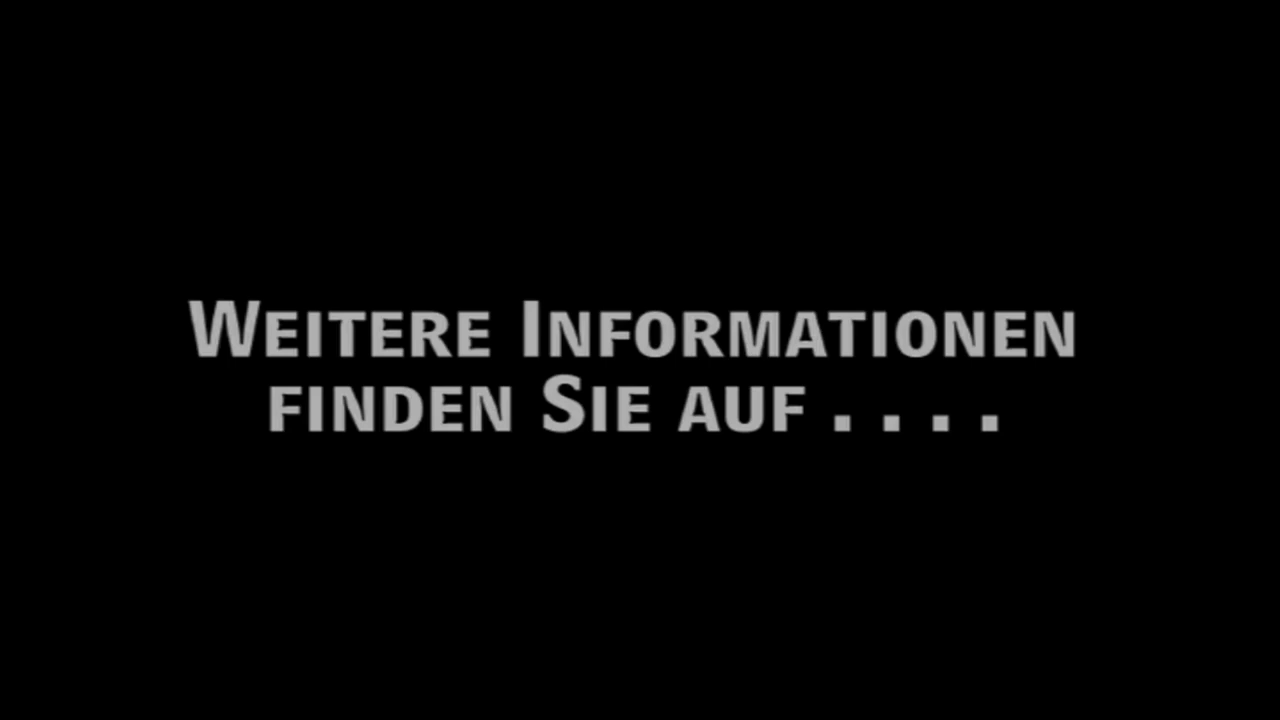 Weitere Informationen
finden Sie auf . . . .